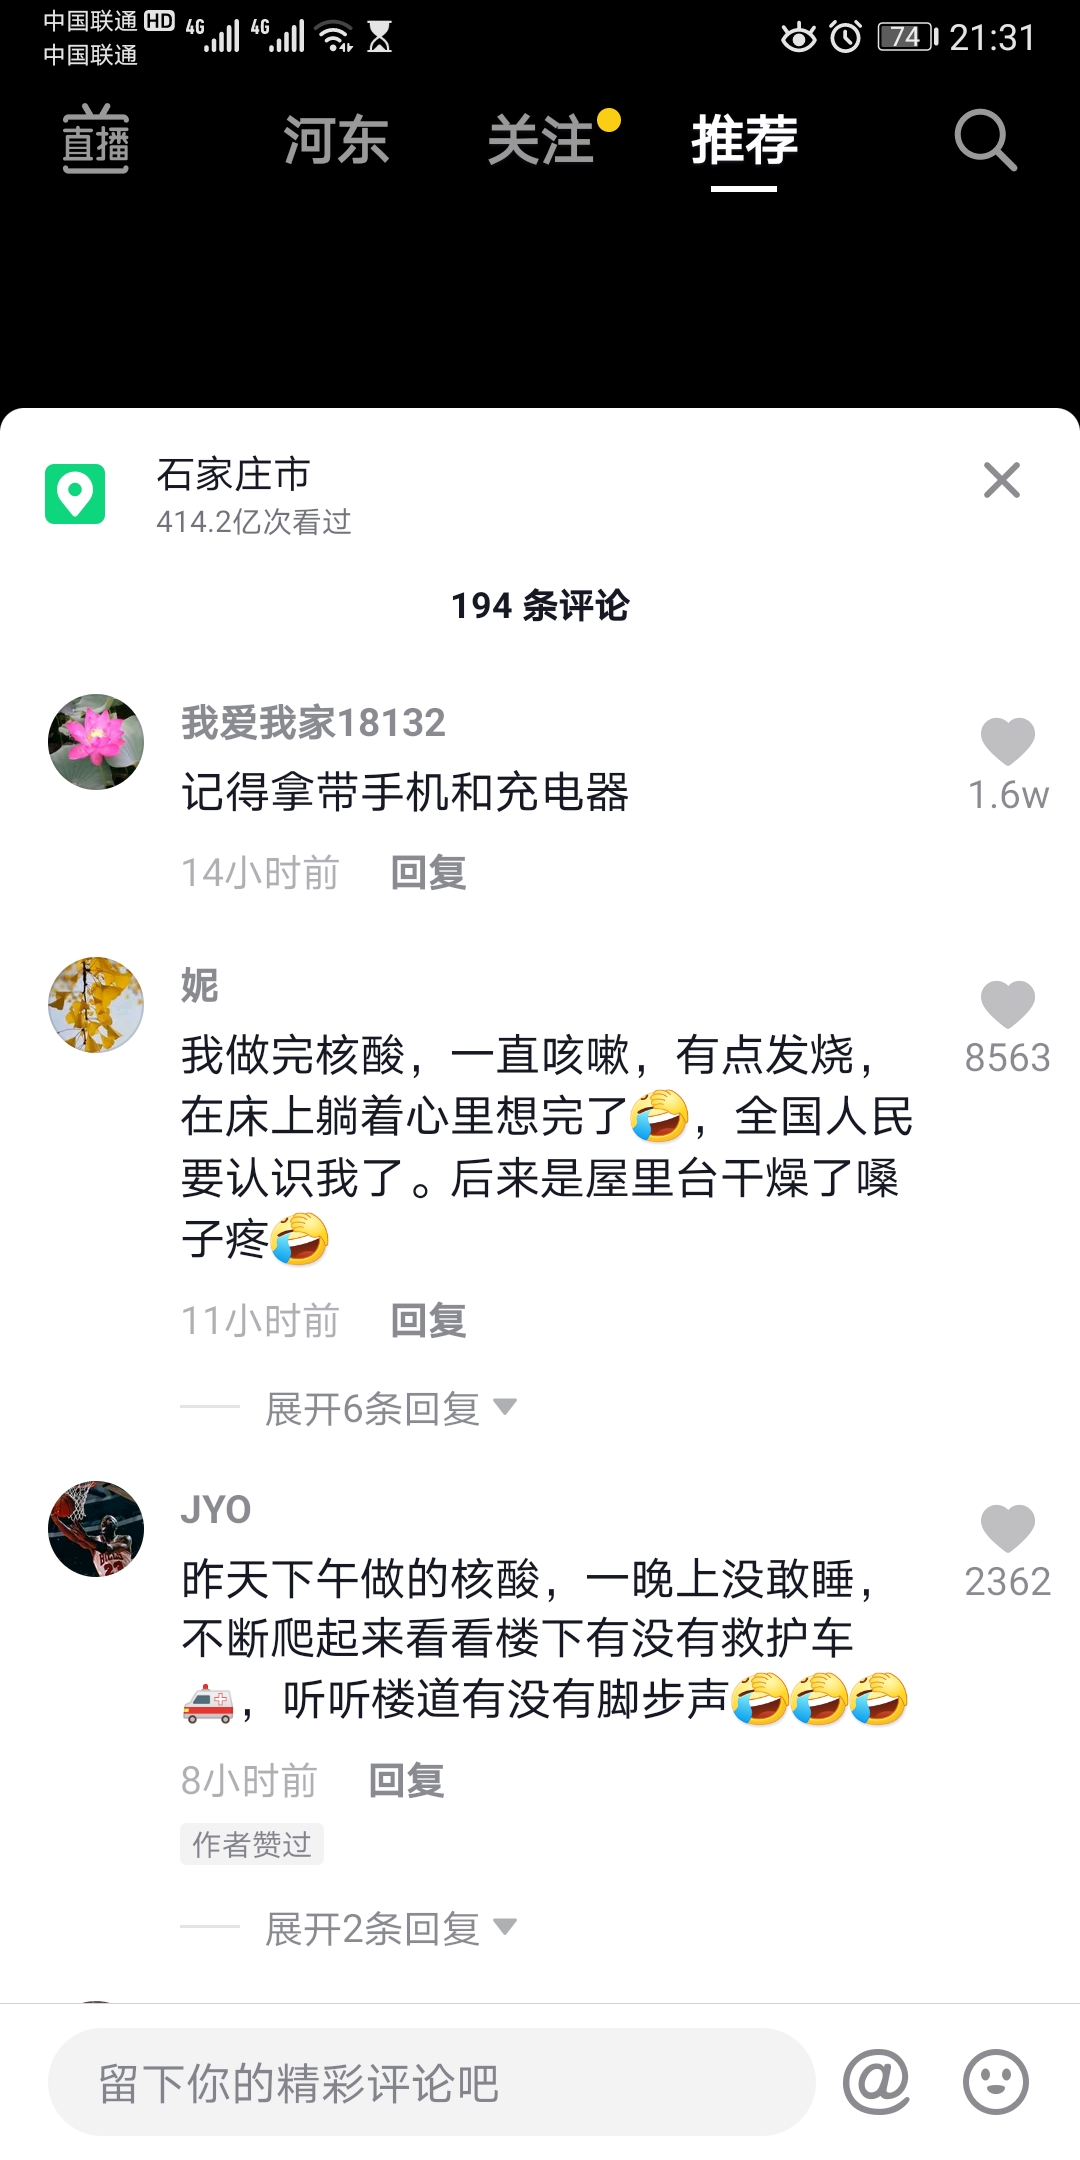 中国联通 HD 4G 4G 74 21:31
中国联通
直播 河东 关注 推荐
石家庄市
414.2亿次看过
194 条评论
我爱我家18132
记得拿带手机和充电器
1.6w
14小时前 回复
妮
我做完核酸，一直咳嗽，有点发烧，
8563
在床上躺着心里想完了🤣，全国人民
要认识我了。后来是屋里台干燥了嗓
子疼🤣
11小时前 回复
展开6条回复
JYO
昨天下午做的核酸，一晚上没敢睡，
2362
不断爬起来看看楼下有没有救护车
🚑，听听楼道有没有脚步声🤣🤣🤣
8小时前 回复
作者赞过
展开2条回复
留下你的精彩评论吧 @